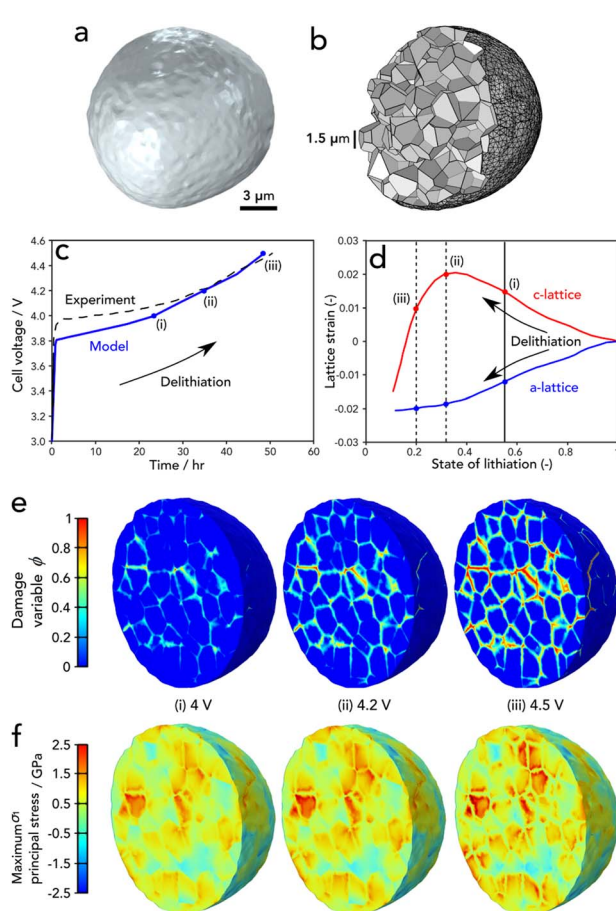 a
b
3 µm
1.5 µm
c
d
4.6
4.4
4.2
4.0
3.8
3.6
3.4
3.2
3.0
Cell voltage / V
Experiment
Model
(i)
(ii)
(iii)
Delithiation
0
10
20
30
40
50
60
Time / hr
0.03
0.02
0.01
0
-0.01
-0.02
-0.03
Lattice strain (-)
(iii)
(ii)
(i)
c-lattice
Delithiation
a-lattice
0
0.2
0.4
0.6
0.8
1
State of lithiation (-)
e
Damage
variable ϕ
1
0.8
0.6
0.4
0.2
0
(i) 4 V
(ii) 4.2 V
(iii) 4.5 V
f
Maximum σ₁
principal stress / GPa
2.5
1.5
0.5
-0.5
-1.5
-2.5